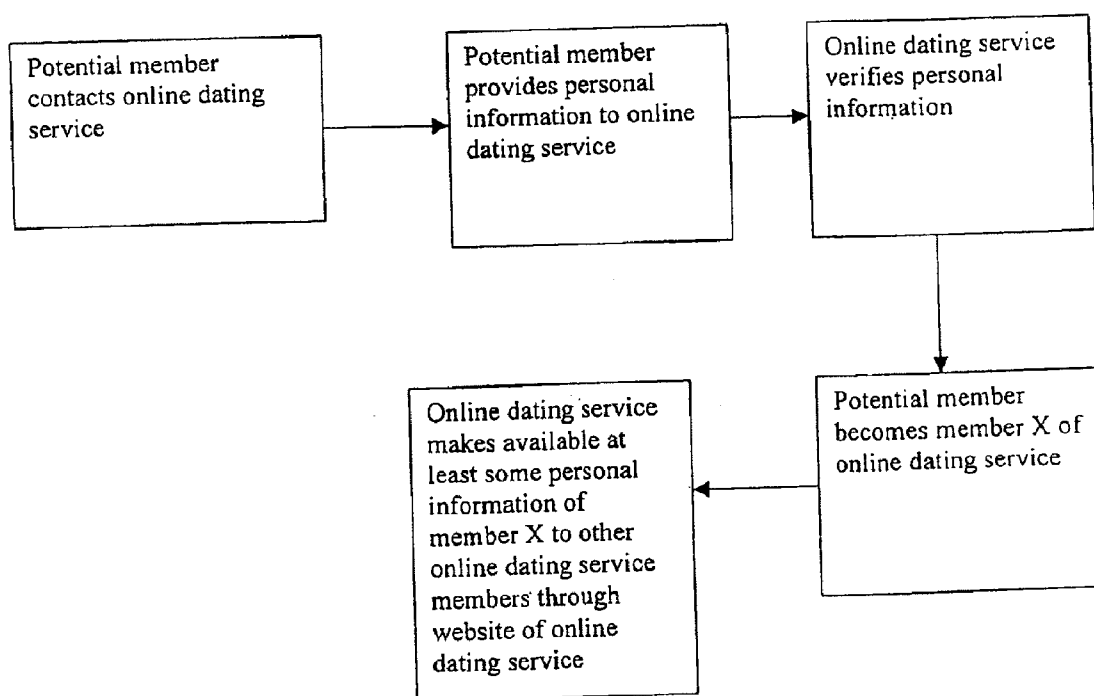 Potential member
contacts online dating
service
Potential member
provides personal
information to online
dating service
Online dating service
verifies personal
information
Potential member
becomes member X of
online dating service
Online dating service
makes available at
least some personal
information of
member X to other
online dating service
members through
website of online
dating service